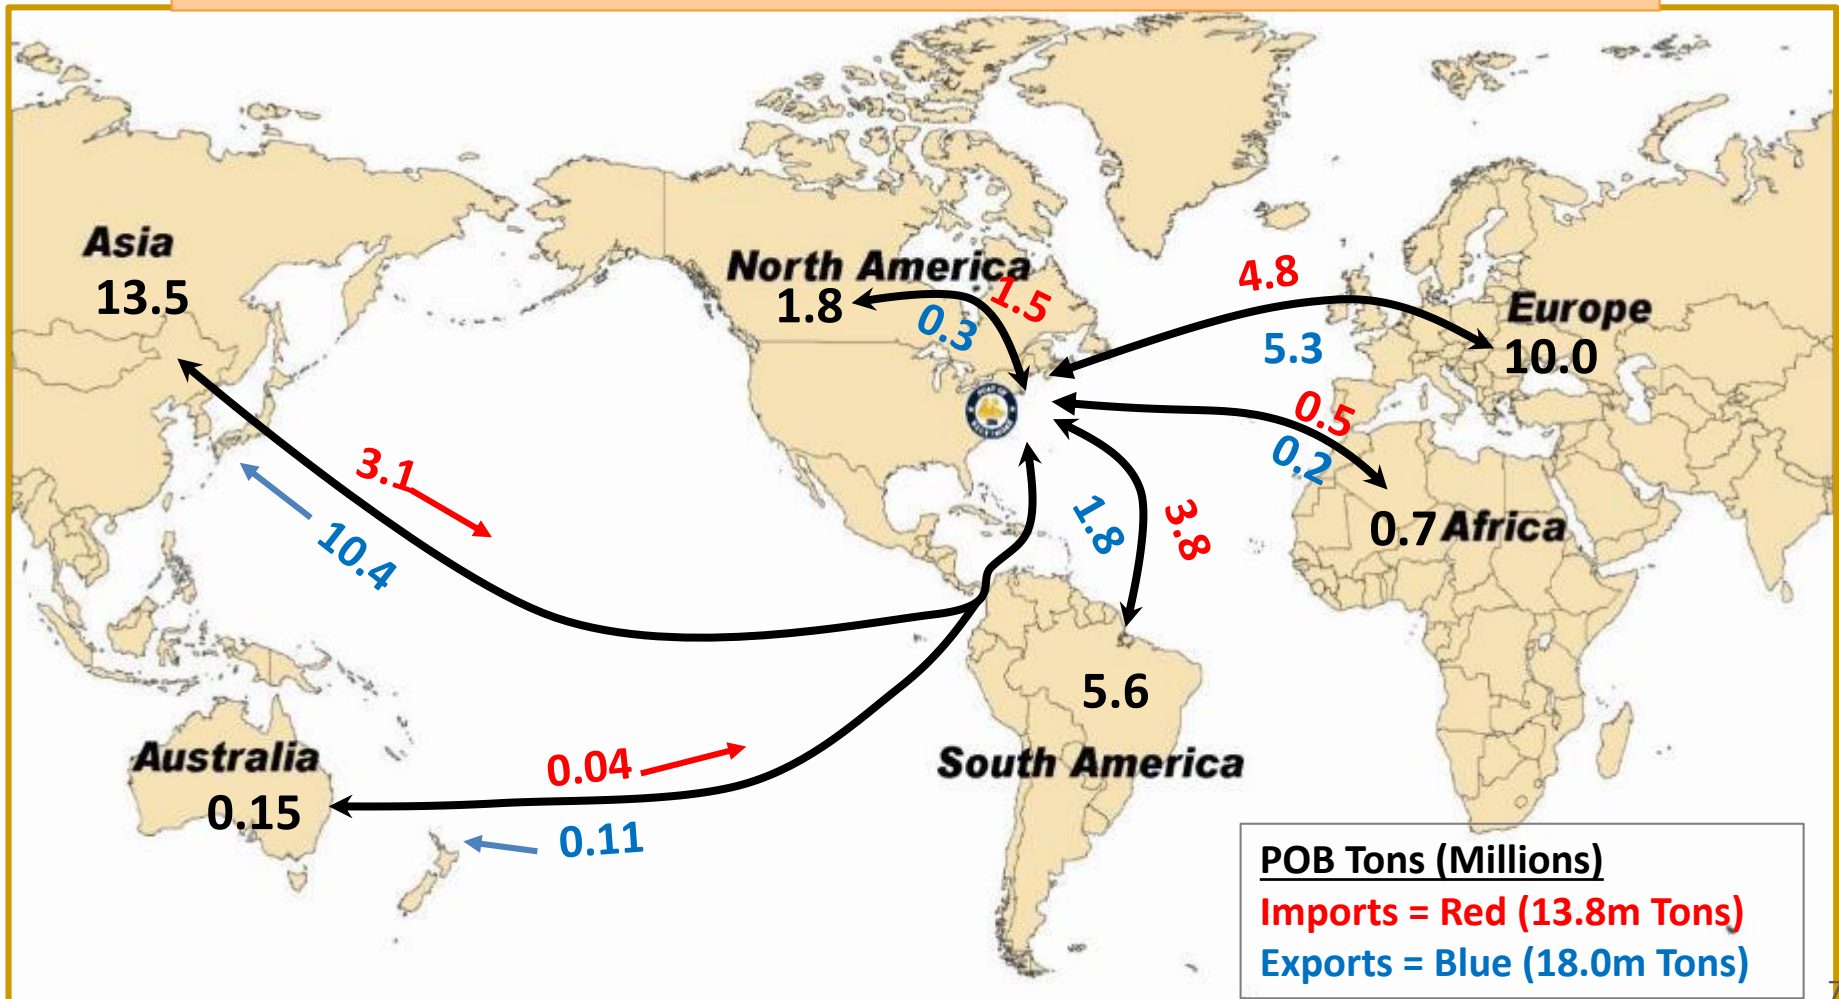 Asia
13.5
North America
1.8
1.5
0.3
4.8
5.3
Europe
10.0
0.5
0.2
0.7 Africa
3.1
10.4
1.8
3.8
5.6
South America
Australia
0.15
0.04
0.11
POB Tons (Millions)
Imports = Red (13.8m Tons)
Exports = Blue (18.0m Tons)
7